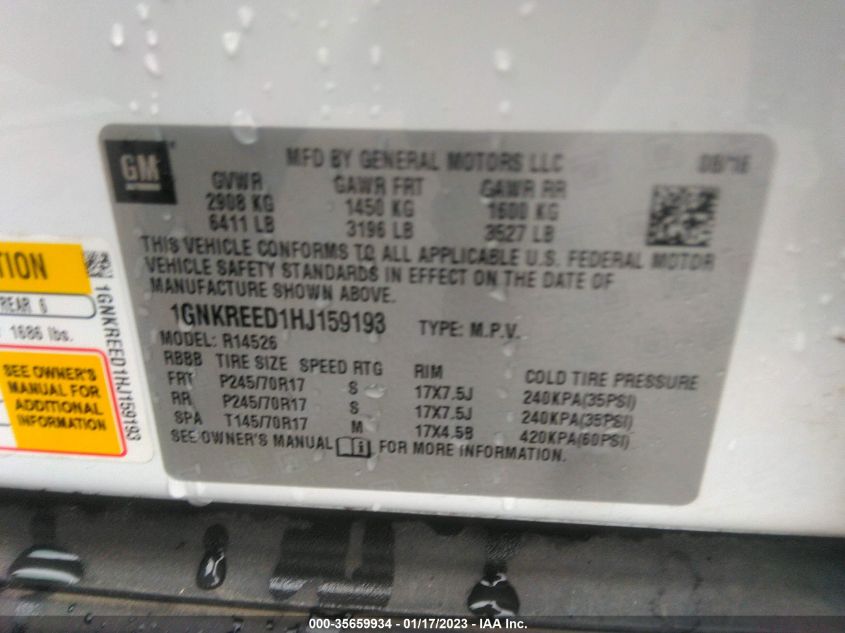 GM
MFD BY GENERAL MOTORS LLC 08/16
GVWR GAWR FRT GAWR RR
2908 KG 1450 KG 1600 KG
6411 LB 3196 LB 3527 LB
THIS VEHICLE CONFORMS TO ALL APPLICABLE U.S. FEDERAL MOTOR
VEHICLE SAFETY STANDARDS IN EFFECT ON THE DATE OF
MANUFACTURE SHOWN ABOVE.
1GNKREED1HJ159193 TYPE: M.P.V.
MODEL: R14526
RBBB TIRE SIZE SPEED RTG RIM COLD TIRE PRESSURE
FRT P245/70R17 S 17X7.5J 240KPA(35PSI)
RR P245/70R17 S 17X7.5J 240KPA(35PSI)
SPA T145/70R17 M 17X4.5B 420KPA(60PSI)
SEE OWNER'S MANUAL FOR MORE INFORMATION.
TION
REAR 6
: 1686 lbs.
SEE OWNER'S
MANUAL FOR
ADDITIONAL
INFORMATION
1GNKREED1HJ159193
000-35659934 - 01/17/2023 - IAA Inc.